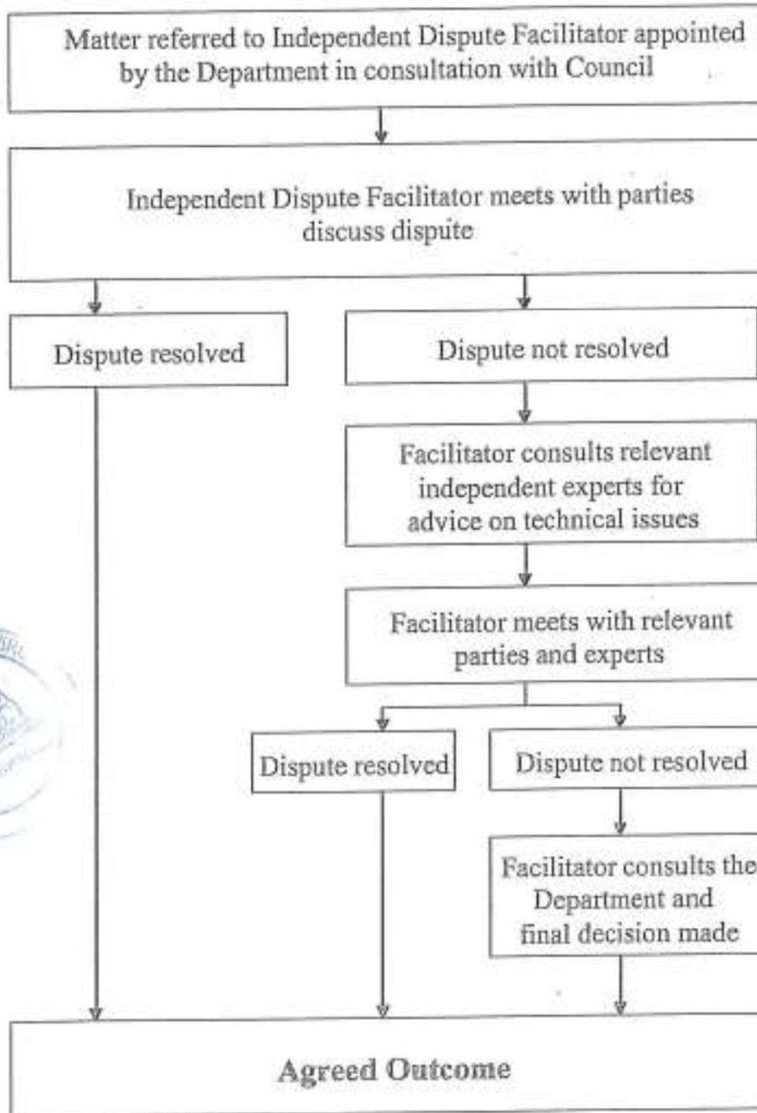 Matter referred to Independent Dispute Facilitator appointed
by the Department in consultation with Council
Independent Dispute Facilitator meets with parties
discuss dispute
Dispute resolved
Dispute not resolved
Facilitator consults relevant
independent experts for
advice on technical issues
Facilitator meets with relevant
parties and experts
Dispute resolved
Dispute not resolved
Facilitator consults the
Department and
final decision made
Agreed Outcome